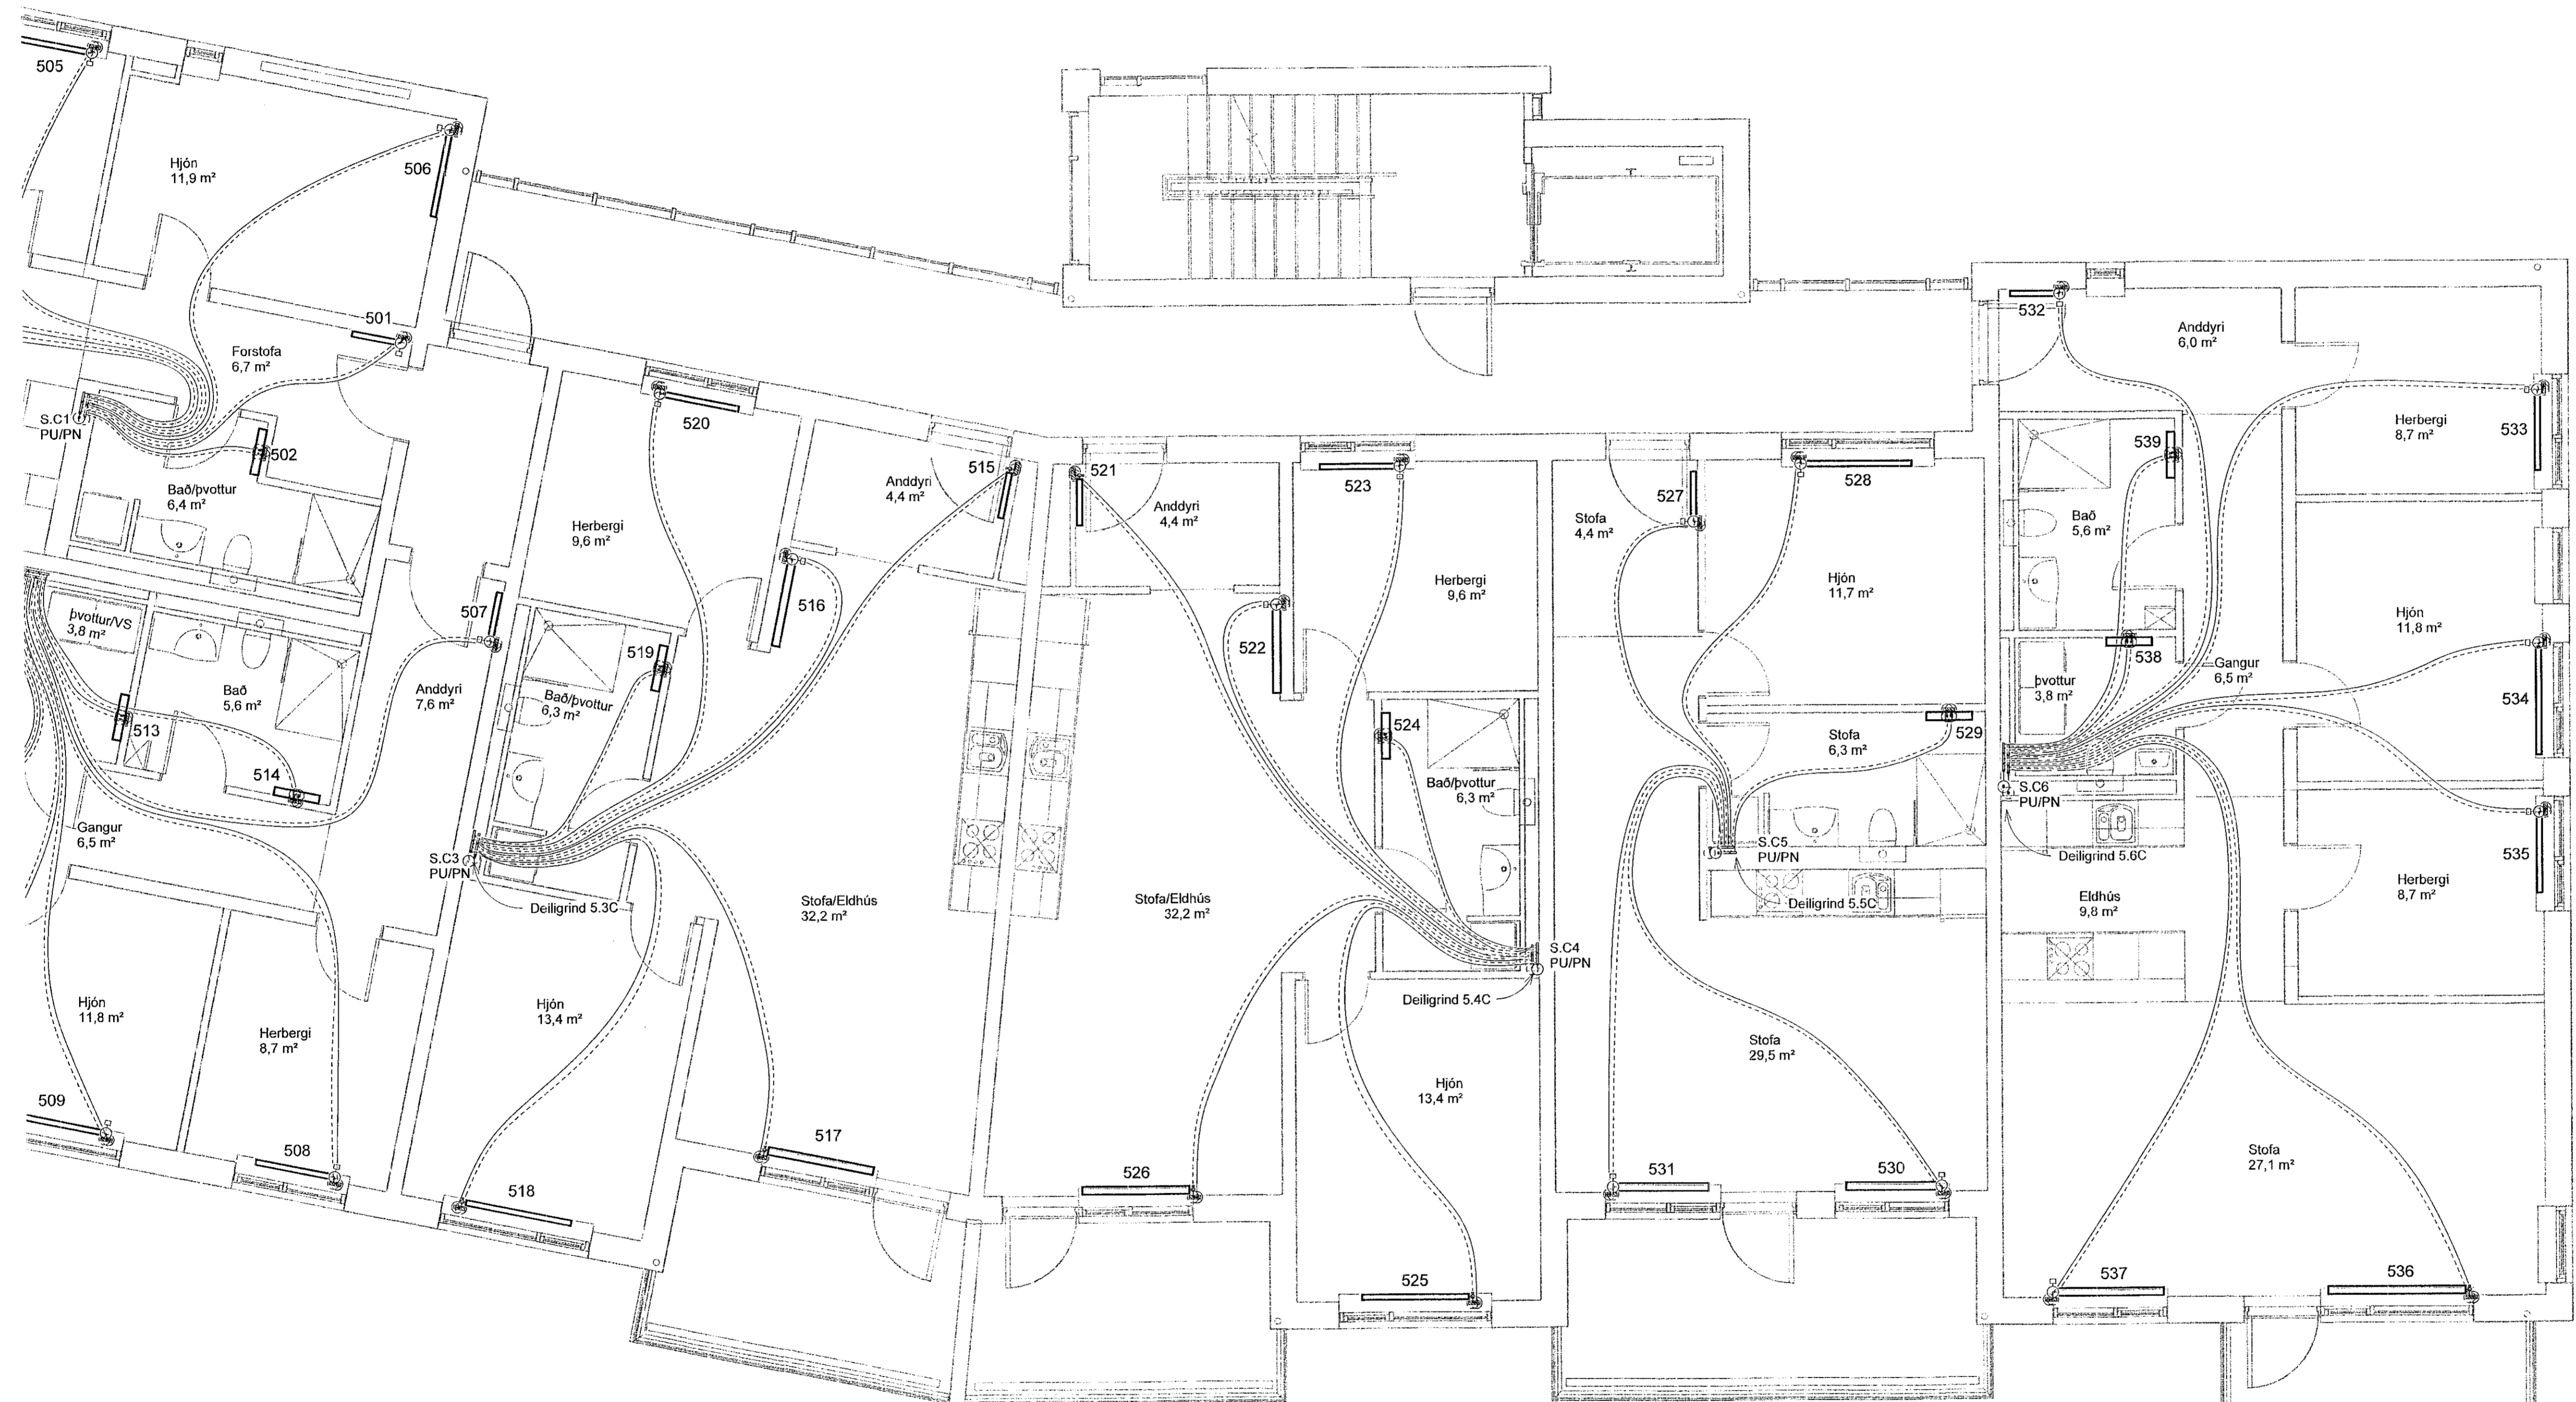 505
Hjón
11,9 m²
506
501
Forstofa
6,7 m²
S.C1
PU/PN
502
Bað/þvottur
6,4 m²
þvottur/VS
3,8 m²
513
Bað
5,6 m²
514
Gangur
6,5 m²
507
Anddyri
7,6 m²
Hjón
11,8 m²
509
Herbergi
8,7 m²
508
520
Herbergi
9,6 m²
519
Bað/þvottur
6,3 m²
S.C3
PU/PN
Deiligrind 5.3C
Hjón
13,4 m²
518
Anddyri
4,4 m²
515
516
Stofa/Eldhús
32,2 m²
517
521
Anddyri
4,4 m²
522
Stofa/Eldhús
32,2 m²
526
523
Herbergi
9,6 m²
524
Bað/þvottur
6,3 m²
S.C4
PU/PN
Deiligrind 5.4C
Hjón
13,4 m²
525
Stofa
4,4 m²
527
528
Hjón
11,7 m²
Stofa
6,3 m²
529
S.C5
PU/PN
Deiligrind 5.5C
Stofa
29,5 m²
531
530
532
Anddyri
6,0 m²
539
Bað
5,6 m²
538
þvottur
3,8 m²
Gangur
6,5 m²
S.C6
PU/PN
Deiligrind 5.6C
Eldhús
9,8 m²
Herbergi
8,7 m²
533
Hjón
11,8 m²
534
535
Herbergi
8,7 m²
Stofa
27,1 m²
537
536